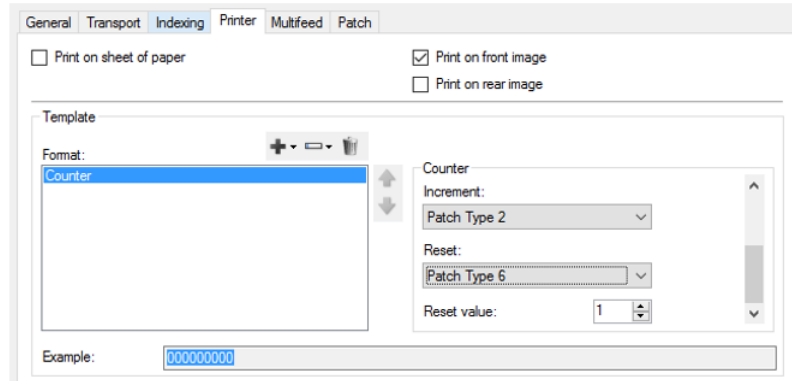 General Transport Indexing Printer Multifeed Patch
Print on sheet of paper
Print on front image
Print on rear image
Template
Format:
Counter
Counter
Increment:
Patch Type 2
Reset:
Patch Type 6
Reset value: 1
Example: 000000000